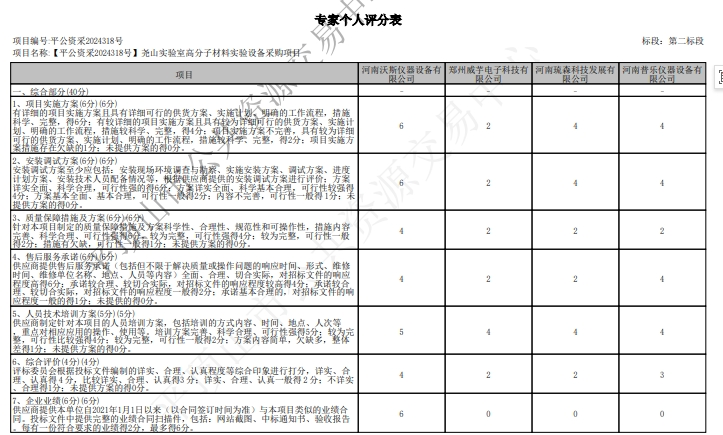 专家个人评分表
项目编号:平公资采2024318号 标段：第二标段
项目名称:【平公资采2024318号】尧山实验室高分子材料实验设备采购项目
项目 河南沃斯仪器设备有限公司 郑州威芋电子科技有限公司 河南琉森科技发展有限公司 河南普乐仪器设备有限公司
一、综合部分(40分) - - - -
1、项目实施方案(6分)(6分)
有详细的项目实施方案且具有详细可行的供货方案、实施计划、明确的工作流程，措施
科学、完整，得6分；有较详细的项目实施方案且具有较为详细可行的供货方案、实施计
划、明确的工作流程，措施较科学、完整，得4分；项目实施方案不完善，具有较为详细
可行的供货方案、实施计划、明确的工作流程，措施较科学、完整，得2分；项目实施方
案措施存在欠缺的1分；未提供方案的得0分。
6 2 4 4
2、安装调试方案(6分)(6分)
安装调试方案至少应包括：安装现场环境调查与勘察、实施安装方案、调试方案、进度
计划方案、安装技术人员配备情况等，根据供应商提供的安装调试方案进行评价：方案
详实全面、科学合理，可行性强的得6分；方案详实全面、科学基本合理，可行性较强得
4分；方案基本全面、基本合理，可行性一般得2分；内容不完善，可行性一般得1分；未
提供方案的得0分。
6 2 4 4
3、质量保障措施及方案(6分)(6分)
针对本项目制定的质量保障措施及方案科学性、合理性、规范性和可操作性，措施内容
完善、科学合理、可行性强得6分，较为完整，可行性强得4分；较为完整，可行性一般
得2分；措施有欠缺，可行性一般得1分；未提供方案的得0分。
4 2 2 2
4、售后服务承诺(6分)(6分)
供应商提供售后服务承诺（包括但不限于解决质量或操作问题的响应时间、形式、维修
时间、维修单位名称、地点、人员等内容）全面、合理、切合实际，对招标文件的响应
程度高得6分；承诺较合理、较切合实际，对招标文件的响应程度较高得4分；承诺较合
理、较切合实际，对招标文件的响应程度一般得2分；承诺基本合理的，对招标文件的响
应程度一般的得1分；未提供的得0分。
4 2 2 4
5、人员技术培训方案(5分)(5分)
供应商制定针对本项目的人员培训方案，包括培训的方式内容、时间、地点、人次等
，重点对相应应用的操作、使用等。培训方案完善、科学合理、可行性强得5分；较为完
整，可行性比较强得4分；较为完整，可行性一般得2分；方案内容简单，欠缺多，整体
差得1分；未提供方案的得0分。
5 4 4 4
6、综合评价(4分)(4分)
评标委员会根据投标文件编制的详实、合理、认真程度等综合印象进行打分，详实、合
理、认真得４分，比较详实、合理、认真得３分；详实、合理、认真一般得２分；不详实
、合理得1分；未提供方案的得0分。
4 2 2 3
7、企业业绩(6分)(6分)
供应商提供本单位自2021年1月1日以来（以合同签订时间为准）与本项目类似的业绩合
同。投标文件中提供完整的业绩合同扫描件，包括：网站截图、中标通知书、验收报告
。每有一份符合要求的业绩得2分，最多得6分。
6 0 0 0